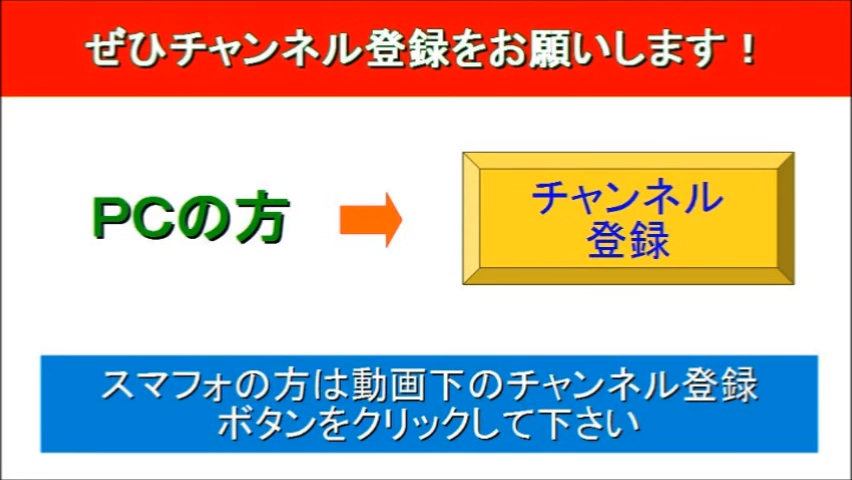 ぜひチャンネル登録をお願いします！
PCの方
チャンネル
登録
スマフォの方は動画下のチャンネル登録
ボタンをクリックして下さい